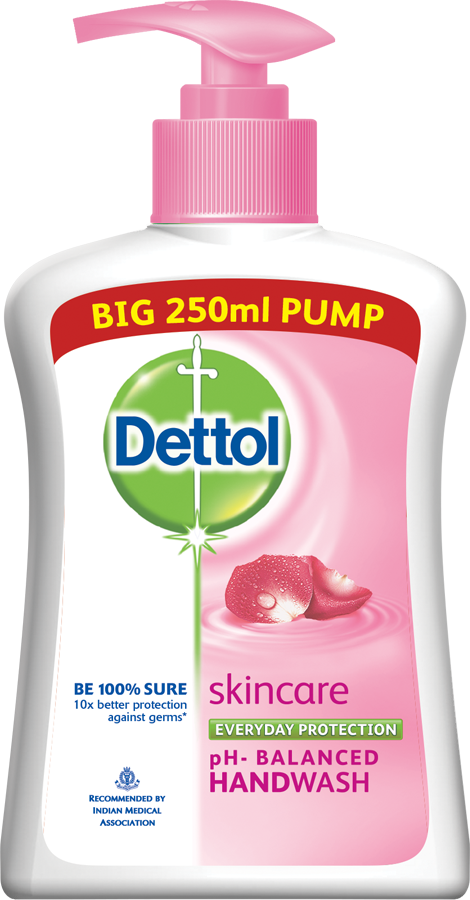 BIG 250ml PUMP
Dettol
BE 100% SURE
10x better protection
against germs*
RECOMMENDED BY
INDIAN MEDICAL
ASSOCIATION
skincare
EVERYDAY PROTECTION
pH- BALANCED
HANDWASH